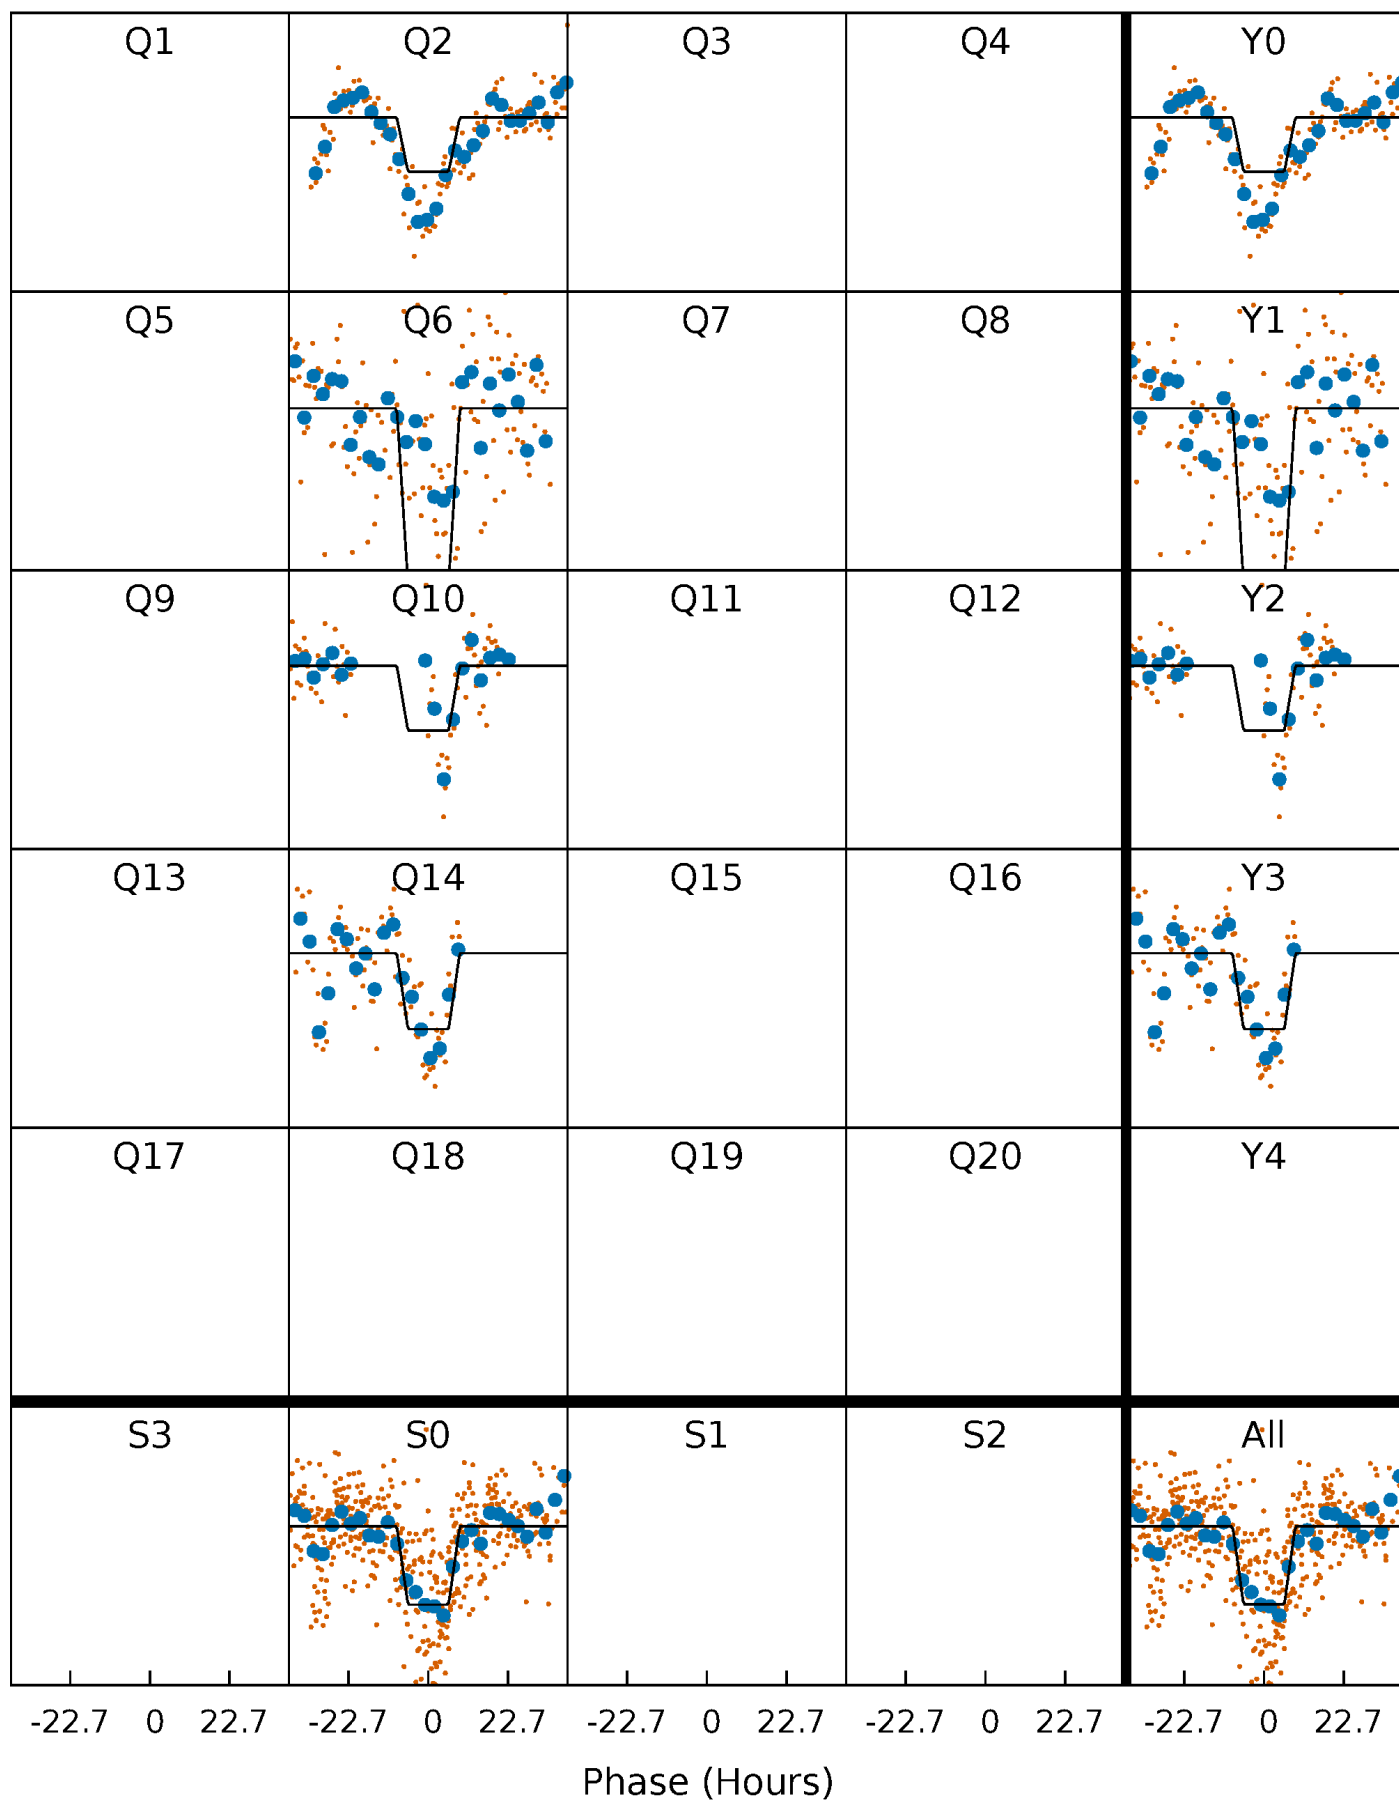 Q1 Q2 Q3 Q4 Y0
Q5 Q6 Q7 Q8 Y1
Q9 Q10 Q11 Q12 Y2
Q13 Q14 Q15 Q16 Y3
Q17 Q18 Q19 Q20 Y4
S3 S0 S1 S2 All
-22.7 0 22.7 -22.7 0 22.7 -22.7 0 22.7 -22.7 0 22.7 -22.7 0 22.7
Phase (Hours)